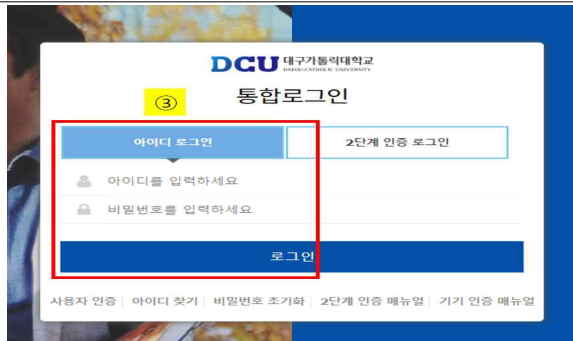 DCU 대구가톨릭대학교
DAEGU CATHOLIC UNIVERSITY
③ 통합로그인
아이디 로그인 2단계 인증 로그인
아이디를 입력하세요
비밀번호를 입력하세요
로그인
사용자 인증 | 아이디 찾기 | 비밀번호 초기화 | 2단계 인증 매뉴얼 | 기기 인증 매뉴얼